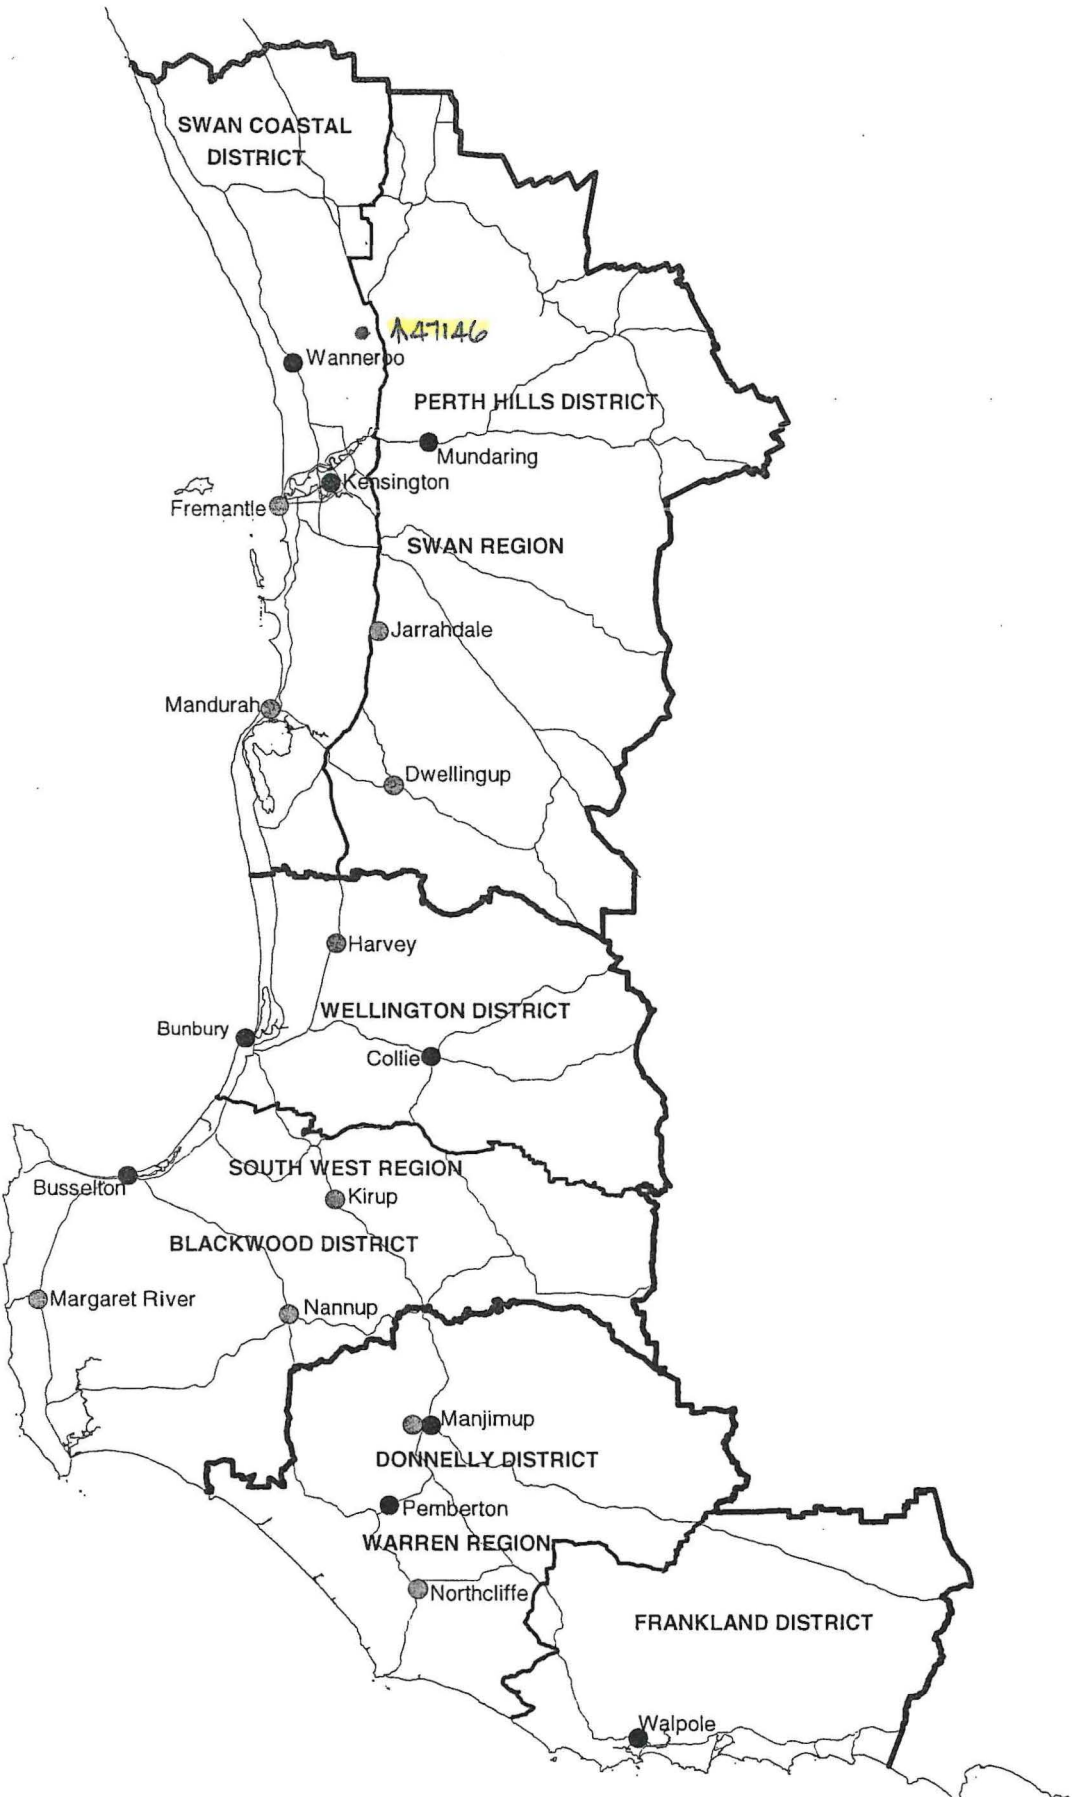 SWAN COASTAL
DISTRICT
A47146
Wanneroo
PERTH HILLS DISTRICT
Mundaring
Kensington
Fremantle
SWAN REGION
Jarrahdale
Mandurah
Dwellingup
Harvey
WELLINGTON DISTRICT
Bunbury
Collie
SOUTH WEST REGION
Busselton
Kirup
BLACKWOOD DISTRICT
Margaret River
Nannup
Manjimup
DONNELLY DISTRICT
Pemberton
WARREN REGION
Northcliffe
FRANKLAND DISTRICT
Walpole